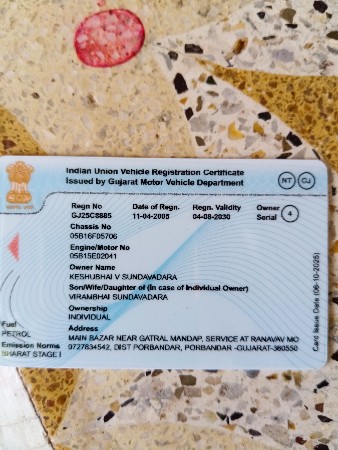 Indian Union Vehicle Registration Certificate
Issued by Gujarat Motor Vehicle Department
NT GJ
Regn No Date of Regn. Regn. Validity Owner Serial 4
GJ25C8885 11-04-2005 04-08-2030
Chassis No
05B16F05706
Engine/Motor No
05B15E02041
Owner Name
KESHUBHAI V SUNDAVADARA
Son/Wife/Daughter of (In case of Individual Owner)
VIRAMBHAI SUNDAVADARA
Ownership
INDIVIDUAL
Fuel
PETROL
Address
MAIN BAZAR NEAR GATRAL MANDAP, SERVICE AT RANAVAV MO
9727834542, DIST PORBANDAR, PORBANDAR -GUJARAT-360550
Emission Norms
BHARAT STAGE I
Card Issue Date (06-10-2025)